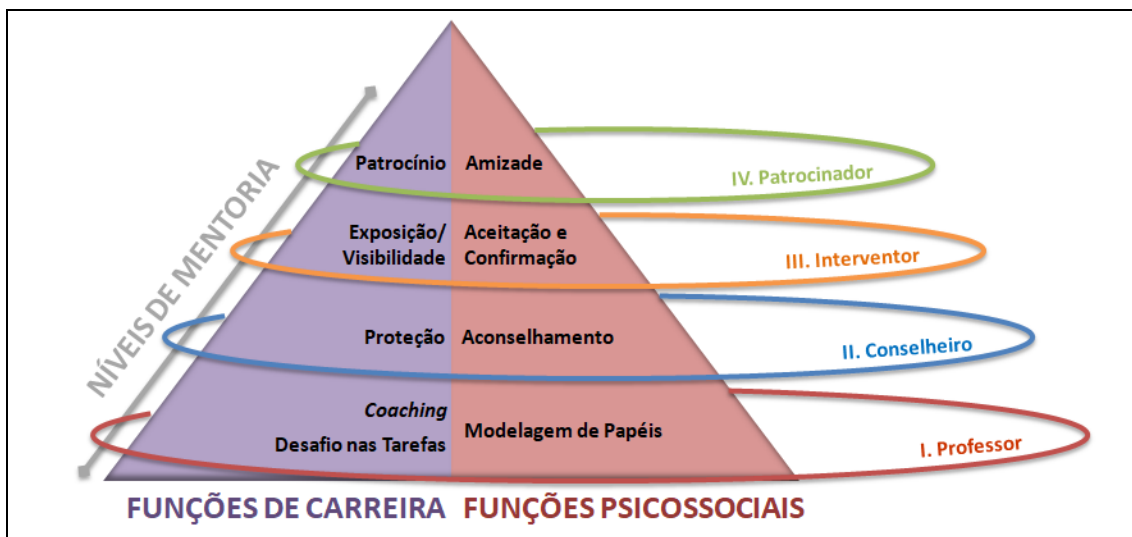 NÍVEIS DE MENTORIA
Patrocínio
Amizade
IV. Patrocinador
Exposição/
Visibilidade
Aceitação e
Confirmação
III. Interventor
Proteção
Aconselhamento
II. Conselheiro
Coaching
Desafio nas Tarefas
Modelagem de Papéis
I. Professor
FUNÇÕES DE CARREIRA
FUNÇÕES PSICOSSOCIAIS